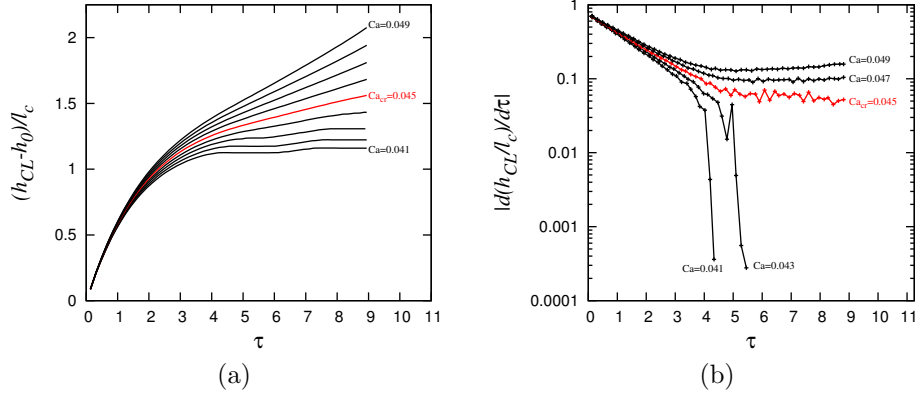 (h_CL-h_0)/l_c
2
1.5
1
0.5
0
0 1 2 3 4 5 6 7 8 9 10 11
τ
Ca=0.049
Ca_cr=0.045
Ca=0.041
(a)
|d(h_CL/l_c)/dτ|
1
0.1
0.01
0.001
0.0001
0 1 2 3 4 5 6 7 8 9 10 11
τ
Ca=0.049
Ca=0.047
Ca_cr=0.045
Ca=0.041
Ca=0.043
(b)